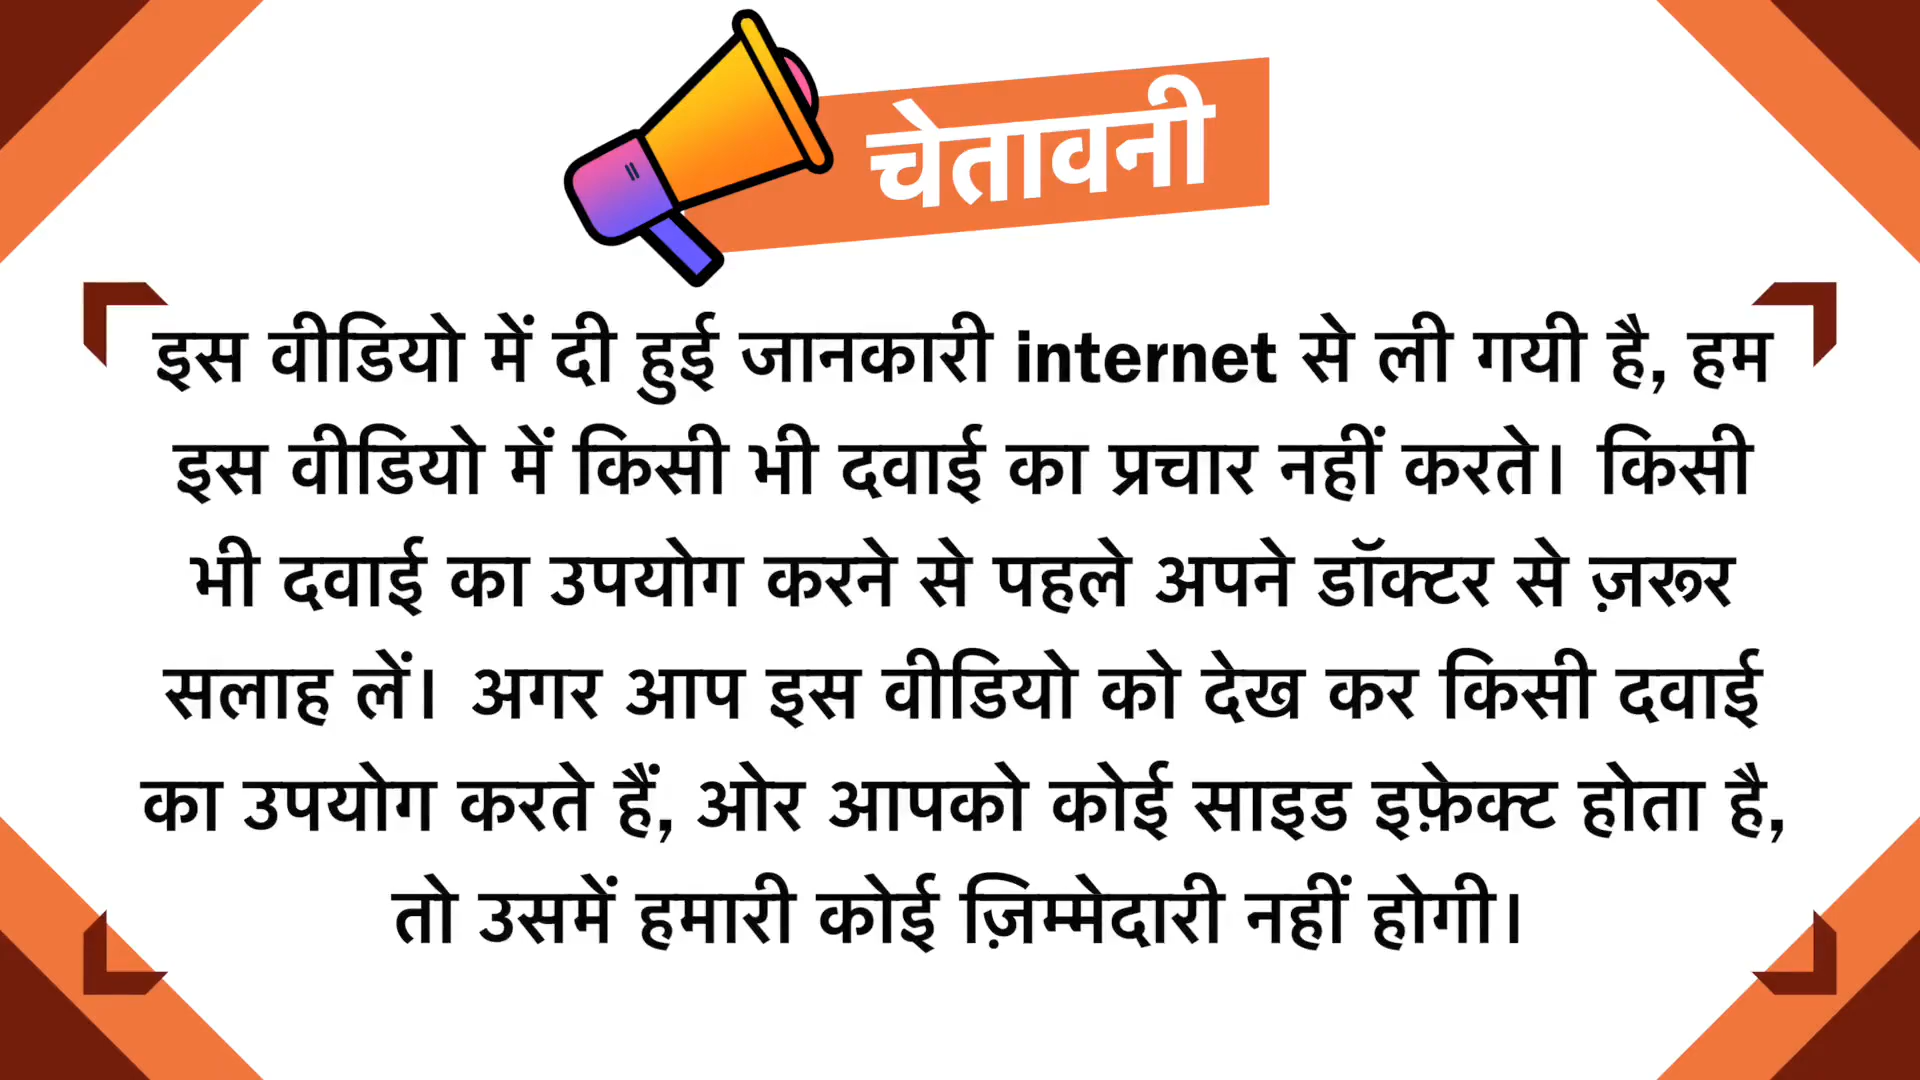 चेतावनी
इस वीडियो में दी हुई जानकारी internet से ली गयी है, हम
इस वीडियो में किसी भी दवाई का प्रचार नहीं करते। किसी
भी दवाई का उपयोग करने से पहले अपने डॉक्टर से ज़रूर
सलाह लें। अगर आप इस वीडियो को देख कर किसी दवाई
का उपयोग करते हैं, ओर आपको कोई साइड इफ़ेक्ट होता है,
तो उसमें हमारी कोई ज़िम्मेदारी नहीं होगी।